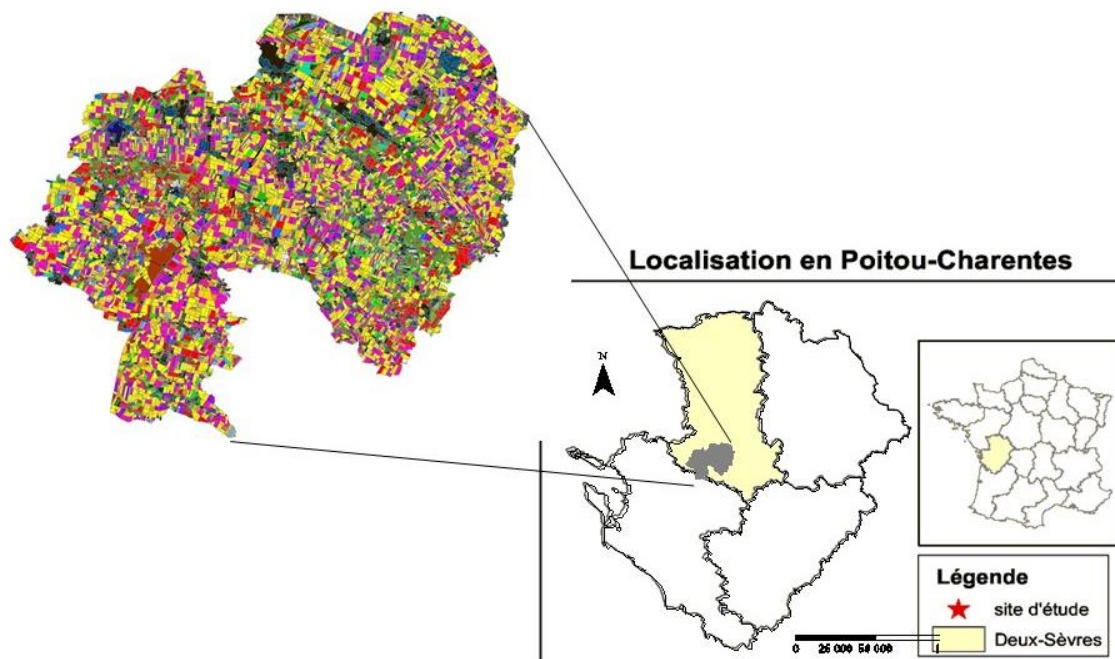 Localisation en Poitou-Charentes
N
Légende
site d'étude
Deux-Sèvres
0 25 000 50 000